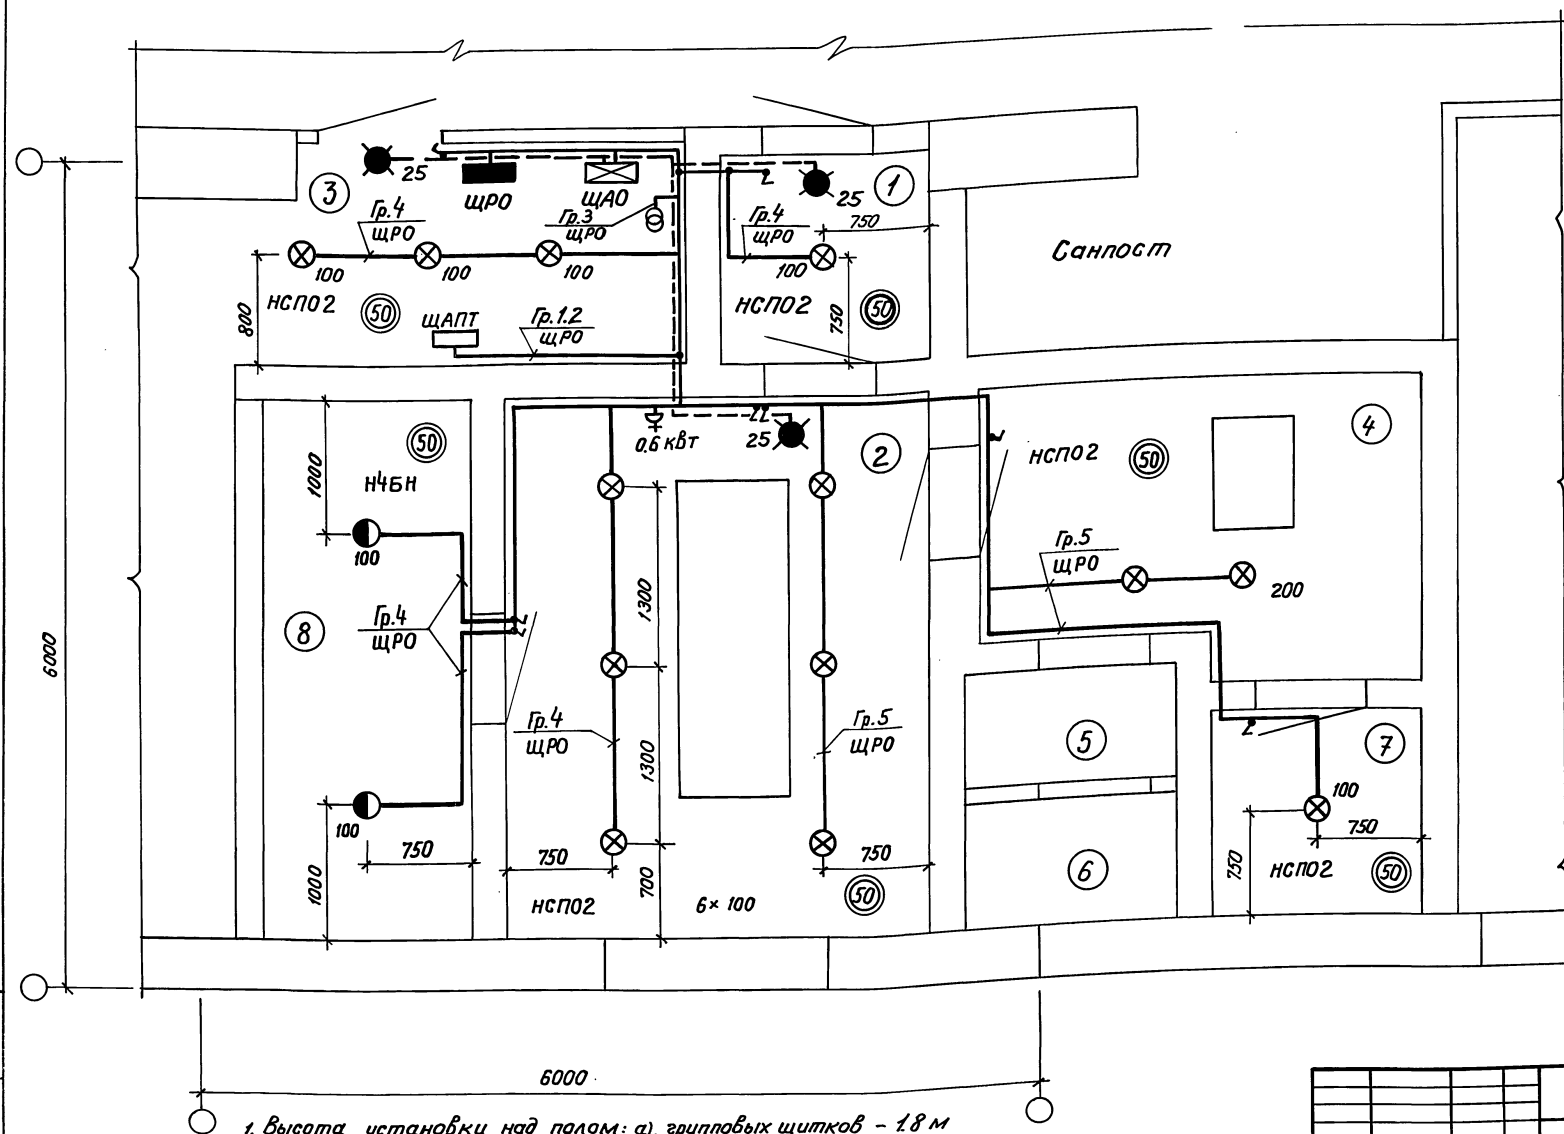 25
ЩРО
ЩАО
3
Гр.4
ЩРО
Гр.3
ЩРО
25
1
Гр.4
ЩРО
750
100
100
100
100
НСП02
50
800
ЩАПТ
Гр.1.2
ЩРО
НСП02
50
750
Санпост
6000
1000
50
Н4БН
100
Гр.4
ЩРО
8
100
750
1000
0.6 квт
25
2
1300
1300
700
Гр.4
ЩРО
Гр.5
ЩРО
750
750
НСП02
6×100
50
НСП02
50
4
Гр.5
ЩРО
200
5
6
7
100
750
750
НСП02
50
6000
1. Высота установки над полом: а). групповых щитков - 1.8 м